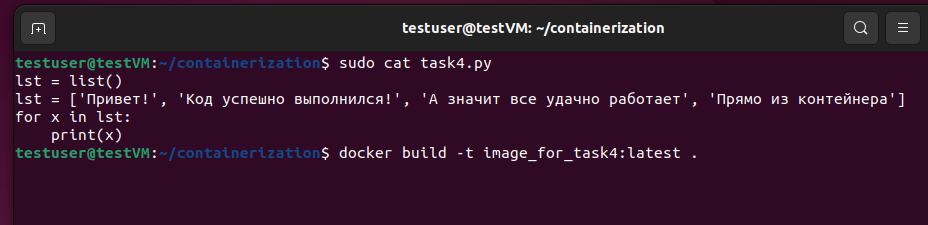 testuser@testVM: ~/containerization
testuser@testVM:~/containerization$ sudo cat task4.py
lst = list()
lst = ['Привет!', 'Код успешно выполнился!', 'А значит все удачно работает', 'Прямо из контейнера']
for x in lst:
    print(x)
testuser@testVM:~/containerization$ docker build -t image_for_task4:latest .